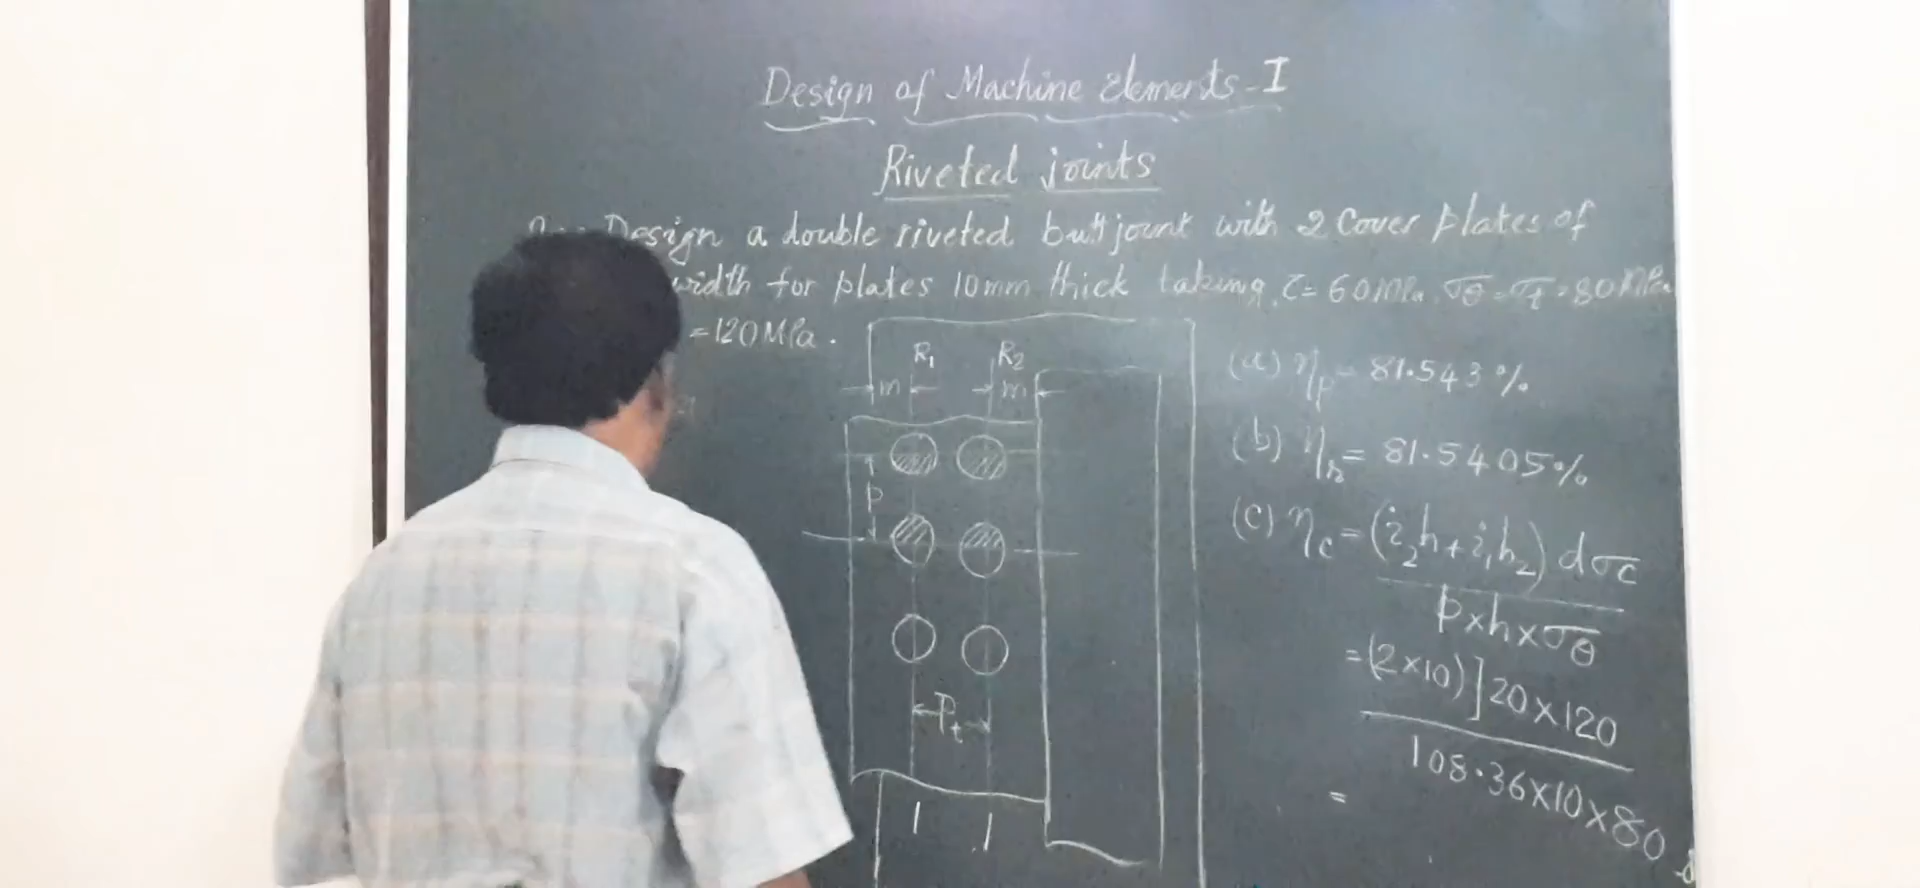 Design of Machine Elements-I
Riveted joints
Design a double riveted butt joint with 2 Cover plates of
width for plates 10mm thick taking, τ= 60MPa, σθ=σt=80MPa
=120MPa.
R1 R2
m m
p
Pt
(a) ηp= 81.543%
(b) ηr= 81.5405%
(c) ηc=(i2h+i1h2)dσc
p×h×σθ
=(2×10)]20×120
108.36×10×80
=